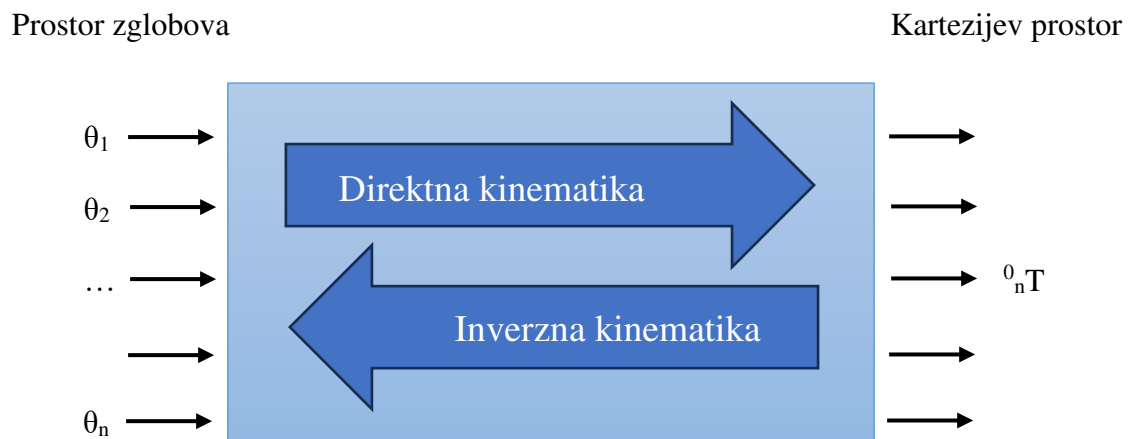 Prostor zglobova
Kartezijev prostor
θ1
Direktna kinematika
θ2
…
0nT
Inverzna kinematika
θn